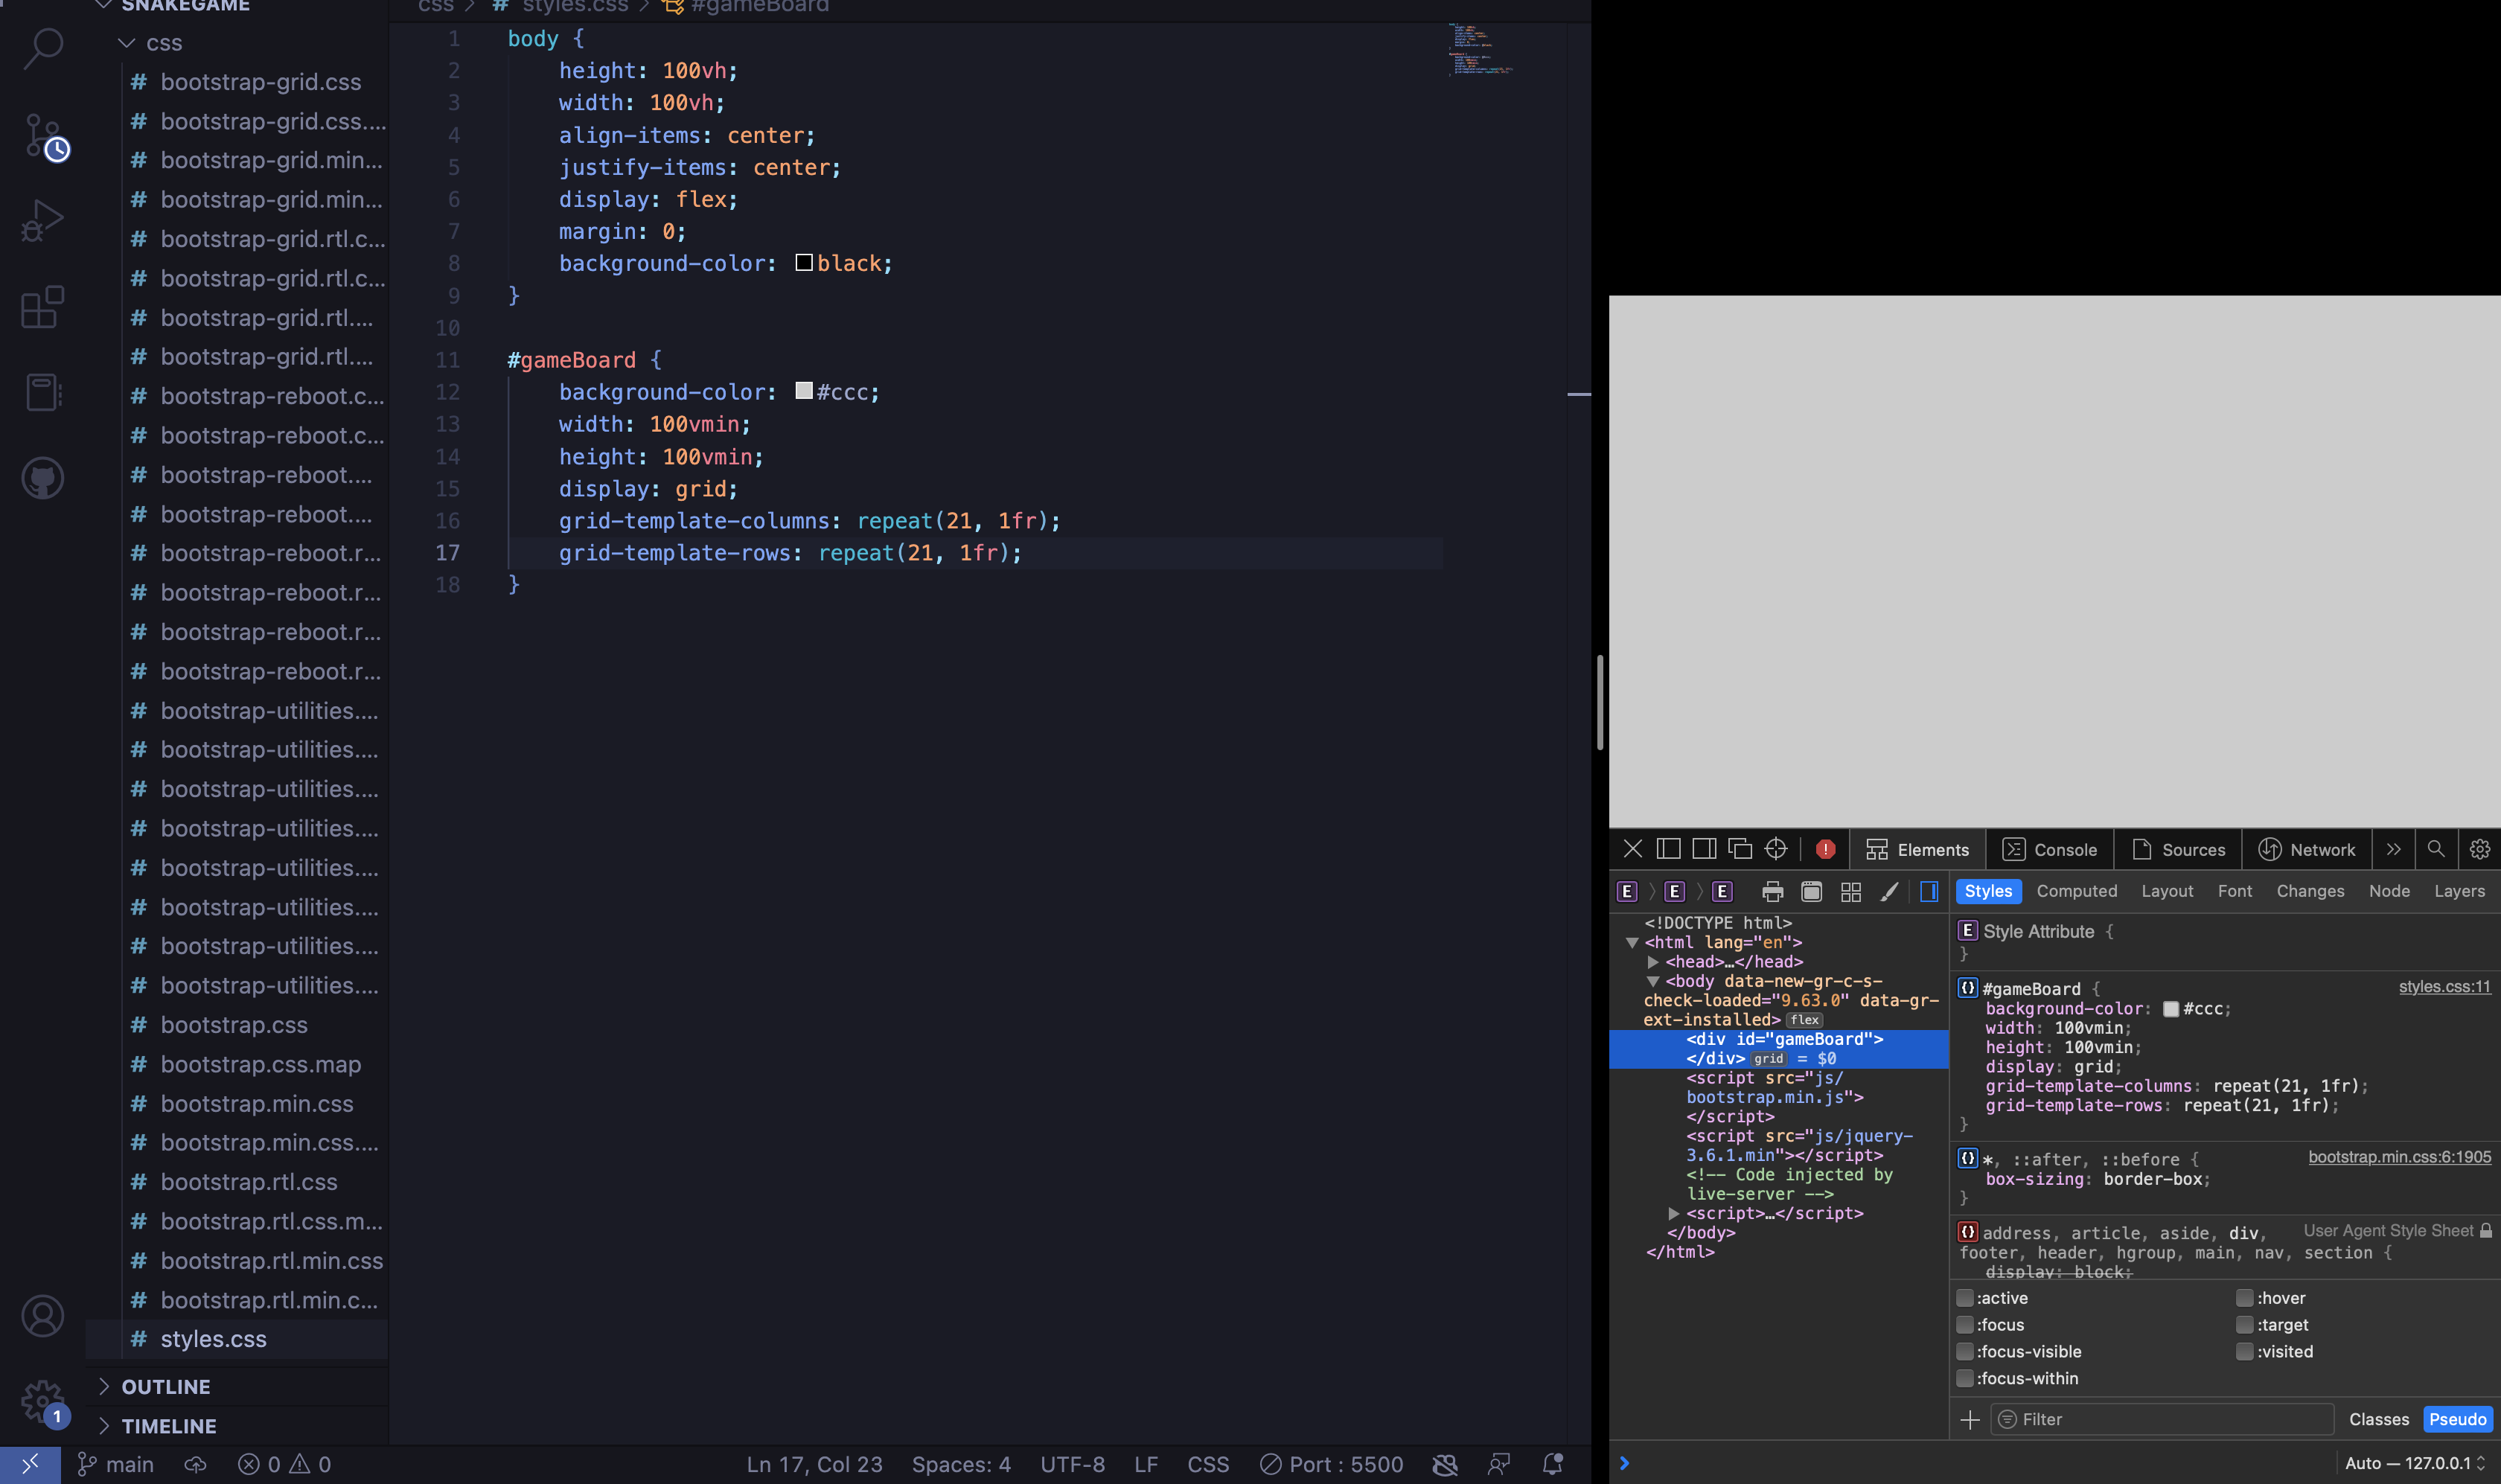 SNAKEGAME
css
# bootstrap-grid.css
# bootstrap-grid.css....
# bootstrap-grid.min...
# bootstrap-grid.min...
# bootstrap-grid.rtl.c...
# bootstrap-grid.rtl.c...
# bootstrap-grid.rtl....
# bootstrap-grid.rtl....
# bootstrap-reboot.c...
# bootstrap-reboot.c...
# bootstrap-reboot....
# bootstrap-reboot....
# bootstrap-reboot.r...
# bootstrap-reboot.r...
# bootstrap-reboot.r...
# bootstrap-reboot.r...
# bootstrap-utilities....
# bootstrap-utilities....
# bootstrap-utilities....
# bootstrap-utilities....
# bootstrap-utilities....
# bootstrap-utilities....
# bootstrap-utilities....
# bootstrap-utilities....
# bootstrap.css
# bootstrap.css.map
# bootstrap.min.css
# bootstrap.min.css....
# bootstrap.rtl.css
# bootstrap.rtl.css.m...
# bootstrap.rtl.min.css
# bootstrap.rtl.min.c...
# styles.css
OUTLINE
TIMELINE
1
css > # styles.css > #gameBoard
1 body {
2 height: 100vh;
3 width: 100vh;
4 align-items: center;
5 justify-items: center;
6 display: flex;
7 margin: 0;
8 background-color: black;
9 }
10
11 #gameBoard {
12 background-color: #ccc;
13 width: 100vmin;
14 height: 100vmin;
15 display: grid;
16 grid-template-columns: repeat(21, 1fr);
17 grid-template-rows: repeat(21, 1fr);
18 }
main 0 0 Ln 17, Col 23 Spaces: 4 UTF-8 LF CSS Port : 5500
Elements Console Sources Network
E E E
<!DOCTYPE html>
<html lang="en">
<head>…</head>
<body data-new-gr-c-s-
check-loaded="9.63.0" data-gr-
ext-installed> flex
<div id="gameBoard">
</div> grid = $0
<script src="js/
bootstrap.min.js">
</script>
<script src="js/jquery-
3.6.1.min"></script>
<!-- Code injected by
live-server -->
<script>…</script>
</body>
</html>
Styles Computed Layout Font Changes Node Layers
E Style Attribute {
}
{} #gameBoard { styles.css:11
background-color: #ccc;
width: 100vmin;
height: 100vmin;
display: grid;
grid-template-columns: repeat(21, 1fr);
grid-template-rows: repeat(21, 1fr);
}
{} *, ::after, ::before { bootstrap.min.css:6:1905
box-sizing: border-box;
}
{} address, article, aside, div, User Agent Style Sheet
footer, header, hgroup, main, nav, section {
display: block;
:active :hover
:focus :target
:focus-visible :visited
:focus-within
Filter Classes Pseudo
Auto — 127.0.0.1